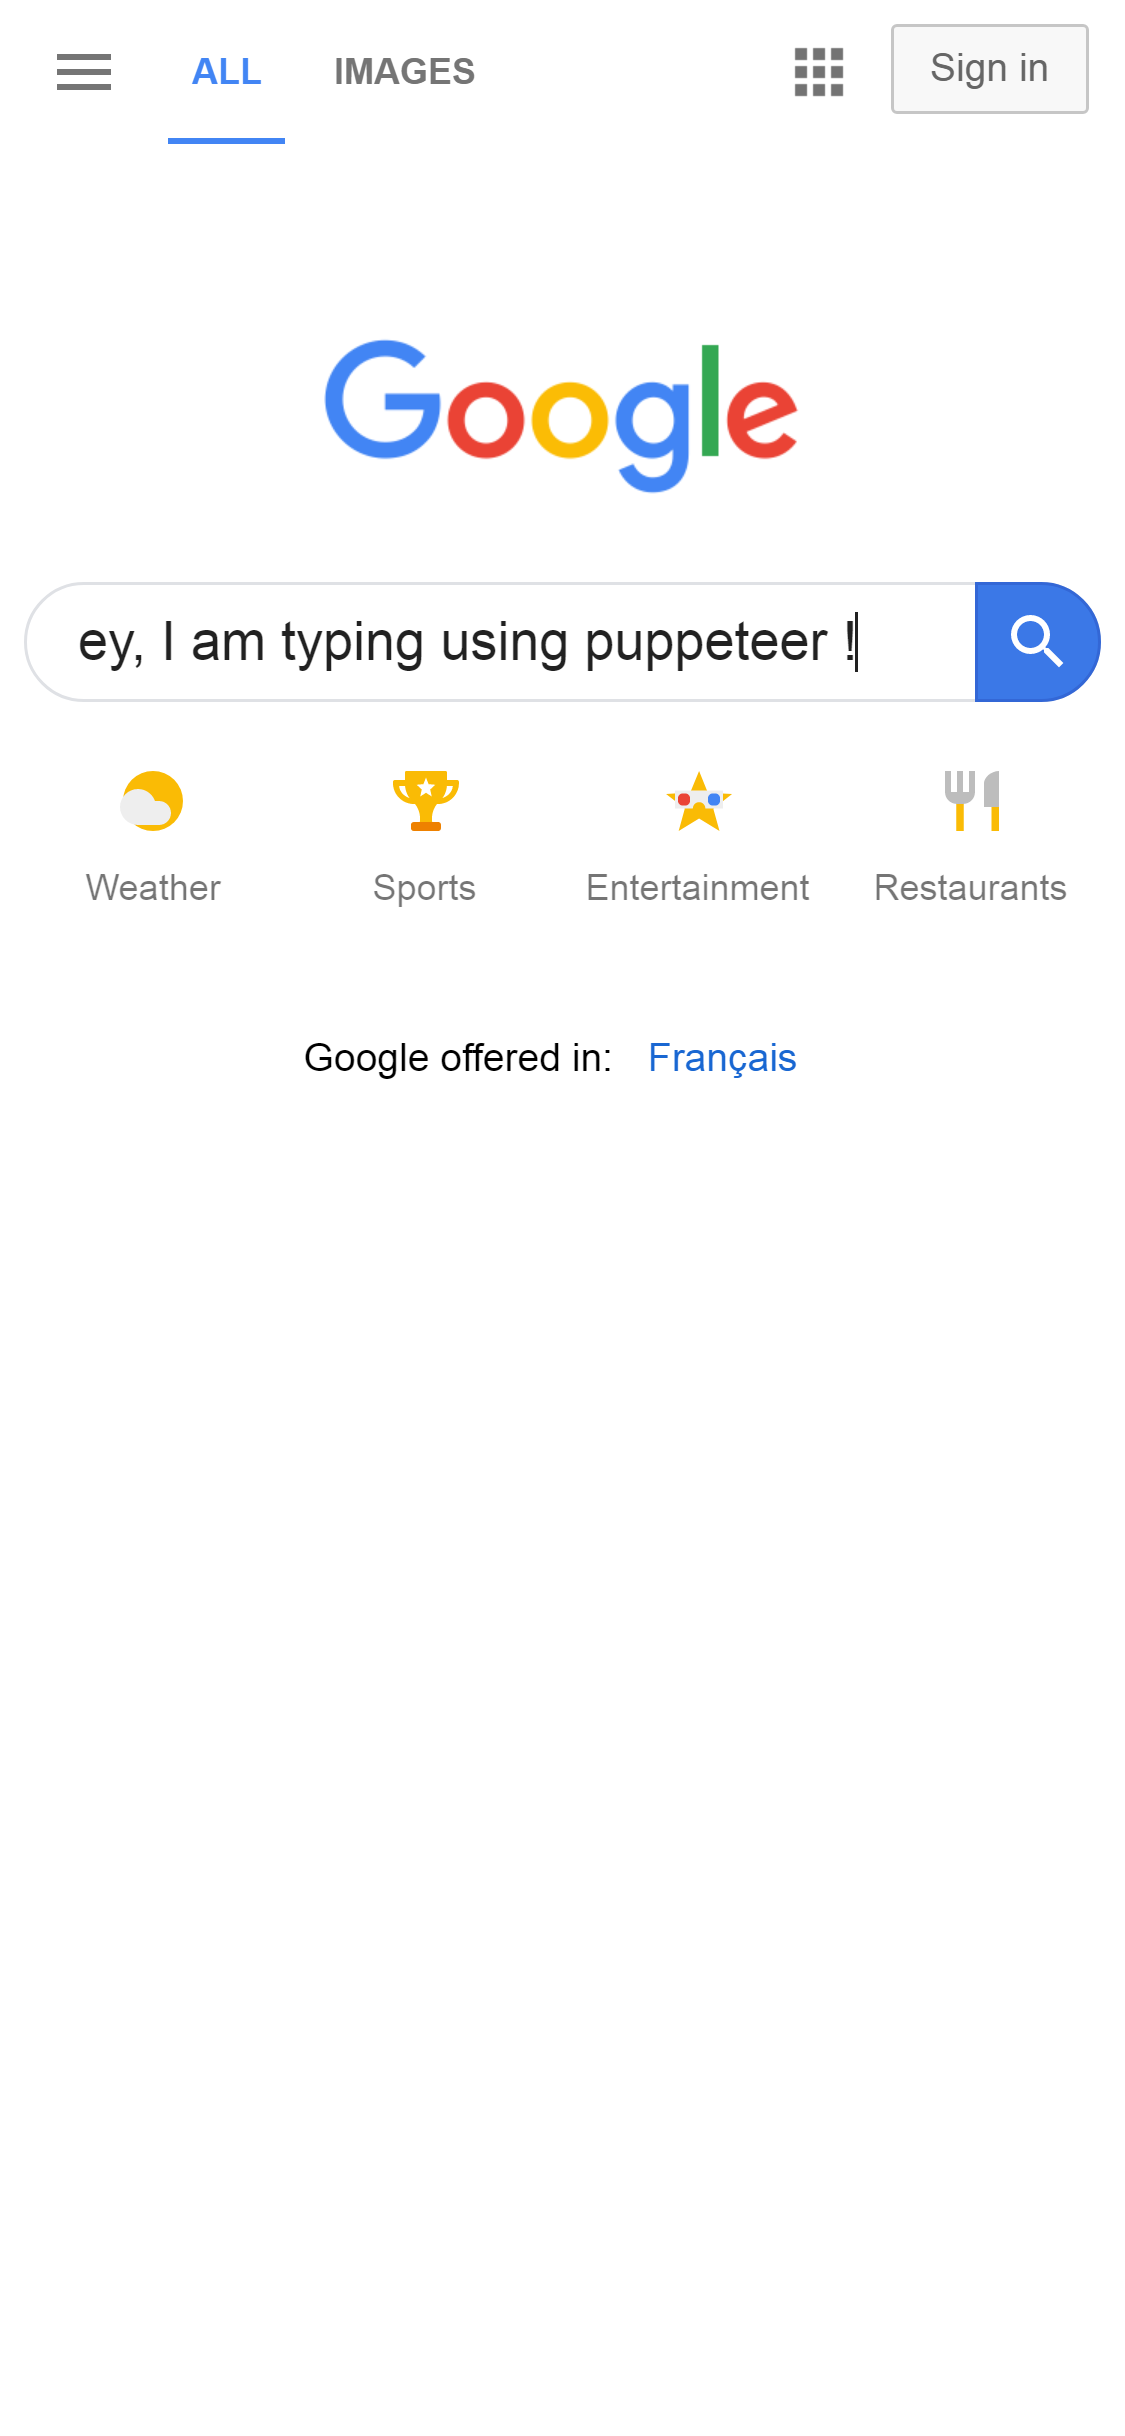 ALL IMAGES Sign in
Google
ey, I am typing using puppeteer !
Weather Sports Entertainment Restaurants
Google offered in: Français